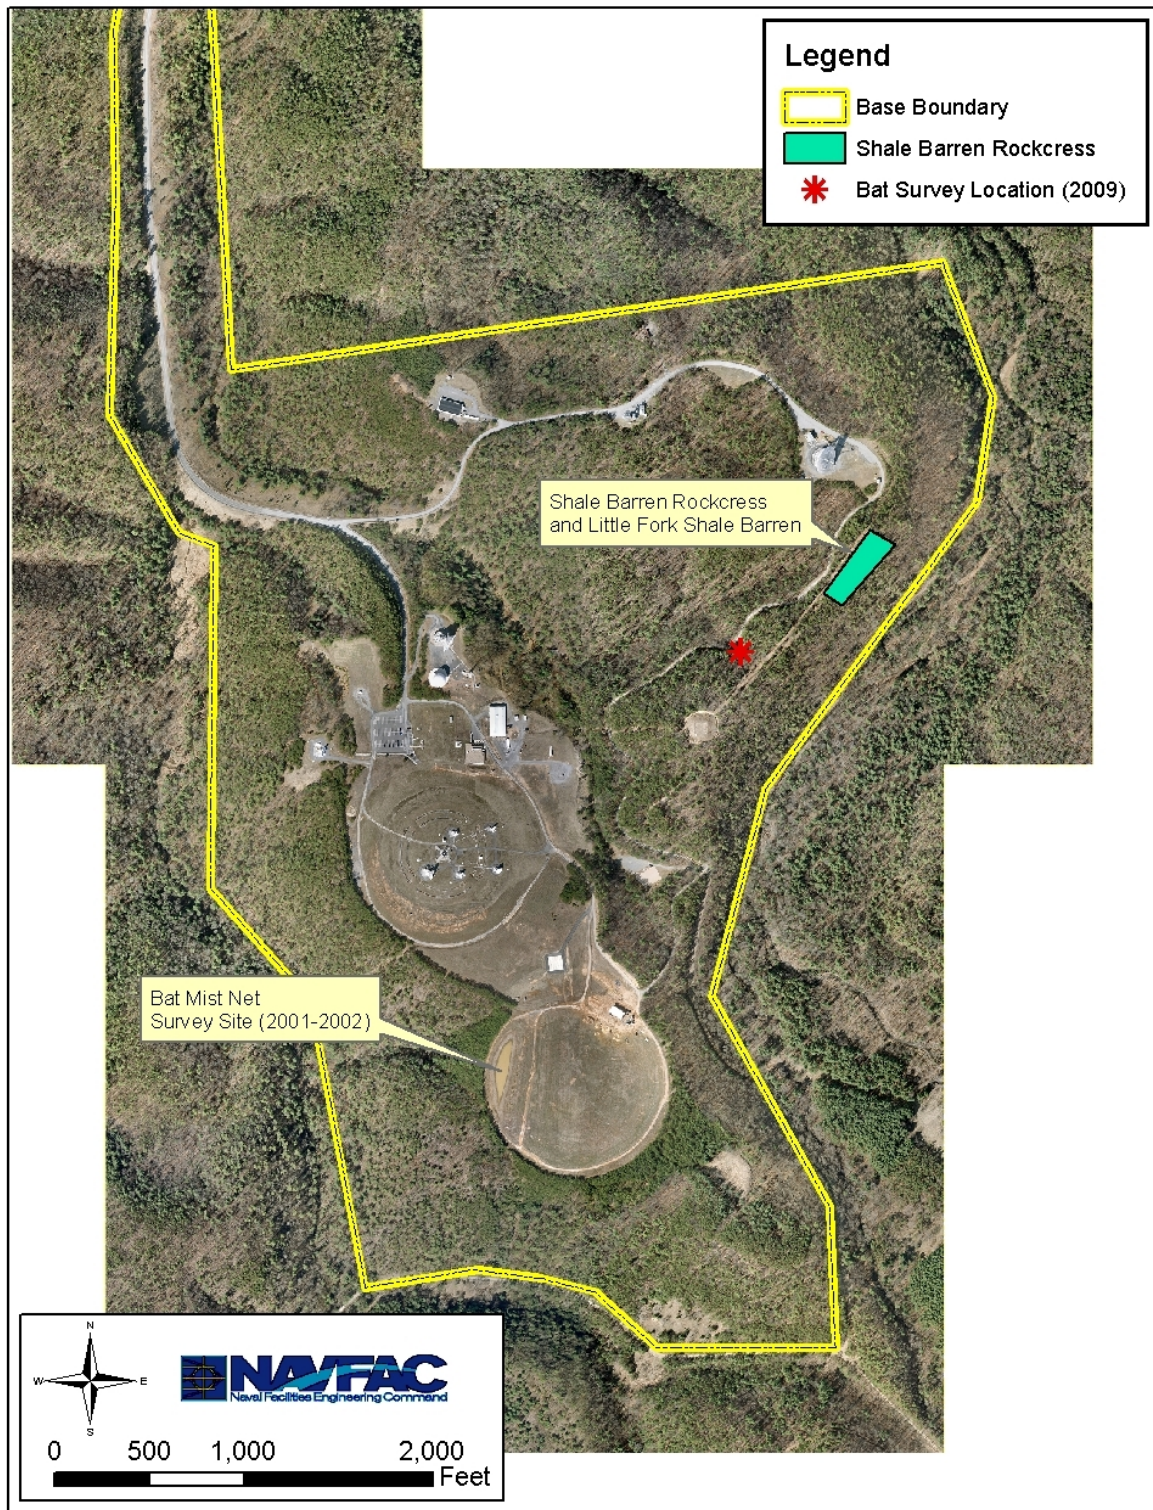 Legend
Base Boundary
Shale Barren Rockcress
Bat Survey Location (2009)
Shale Barren Rockcress
and Little Fork Shale Barren
Bat Mist Net
Survey Site (2001-2002)
N
W E
S
NAVFAC
Naval Facilities Engineering Command
0 500 1,000 2,000
Feet